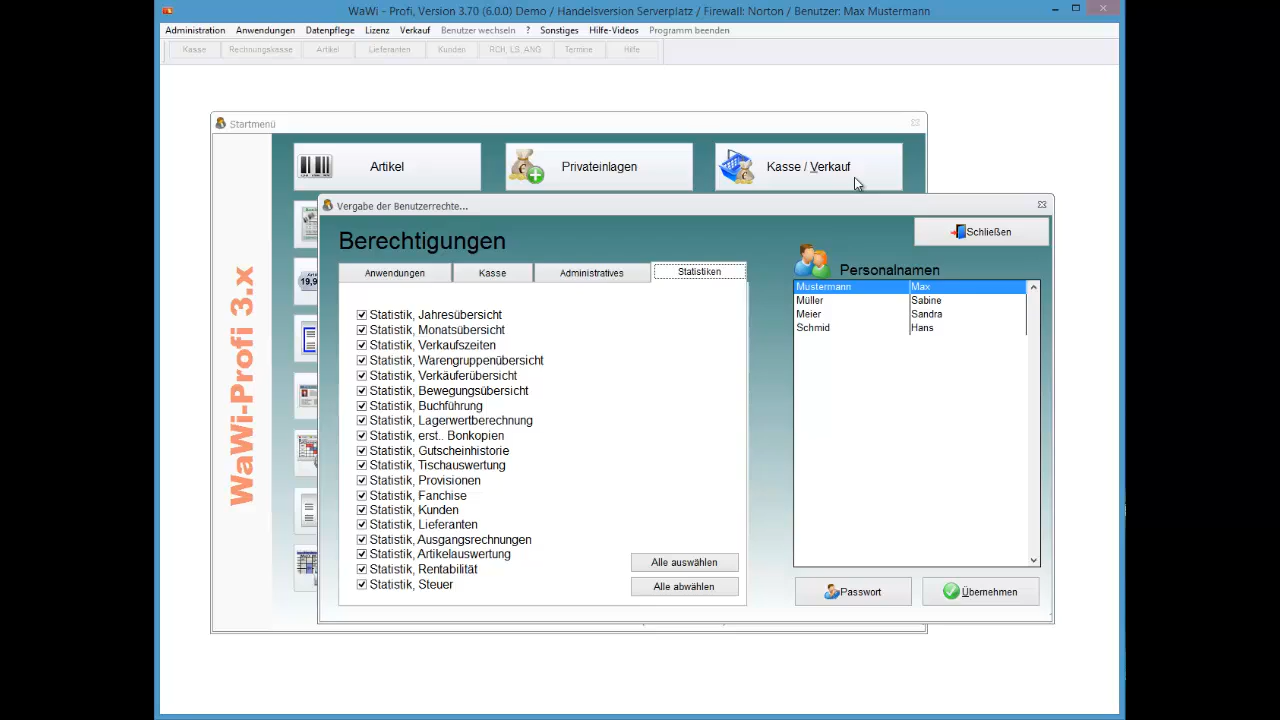 WaWi - Profi, Version 3.70 (6.0.0) Demo / Handelsversion Serverplatz / Firewall: Norton / Benutzer: Max Mustermann
Administration Anwendungen Datenpflege Lizenz Verkauf Benutzer wechseln ? Sonstiges Hilfe-Videos Programm beenden
Kasse Rechnungskasse Artikel Lieferanten Kunden RCH, LS, ANG Termine Hilfe
Startmenü
Artikel Privateinlagen Kasse / Verkauf
WaWi-Profi 3.x
Vergabe der Benutzerrechte...
Berechtigungen
Schließen
Anwendungen Kasse Administratives Statistiken
Statistik, Jahresübersicht
Statistik, Monatsübersicht
Statistik, Verkaufszeiten
Statistik, Warengruppenübersicht
Statistik, Verkäuferübersicht
Statistik, Bewegungsübersicht
Statistik, Buchführung
Statistik, Lagerwertberechnung
Statistik, erst.. Bonkopien
Statistik, Gutscheinhistorie
Statistik, Tischauswertung
Statistik, Provisionen
Statistik, Fanchise
Statistik, Kunden
Statistik, Lieferanten
Statistik, Ausgangsrechnungen
Statistik, Artikelauswertung
Statistik, Rentabilität
Statistik, Steuer
Alle auswählen
Alle abwählen
Personalnamen
Mustermann Max
Müller Sabine
Meier Sandra
Schmid Hans
Passwort Übernehmen